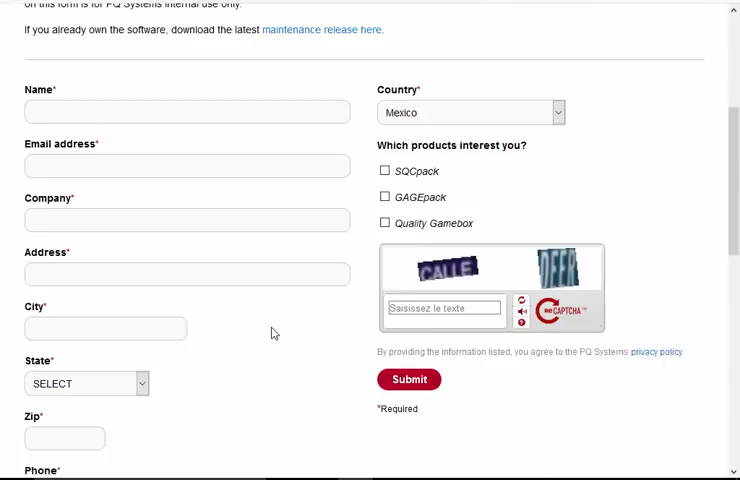 on this form is for PQ Systems internal use only.
If you already own the software, download the latest maintenance release here.
Name*
Email address*
Company*
Address*
City*
State*
SELECT
Zip*
Phone*
Country*
Mexico
Which products interest you?
SQCpack
GAGEpack
Quality Gamebox
CALLE OFER
Saisissez le texte
reCAPTCHA™
By providing the information listed, you agree to the PQ Systems privacy policy.
Submit
*Required